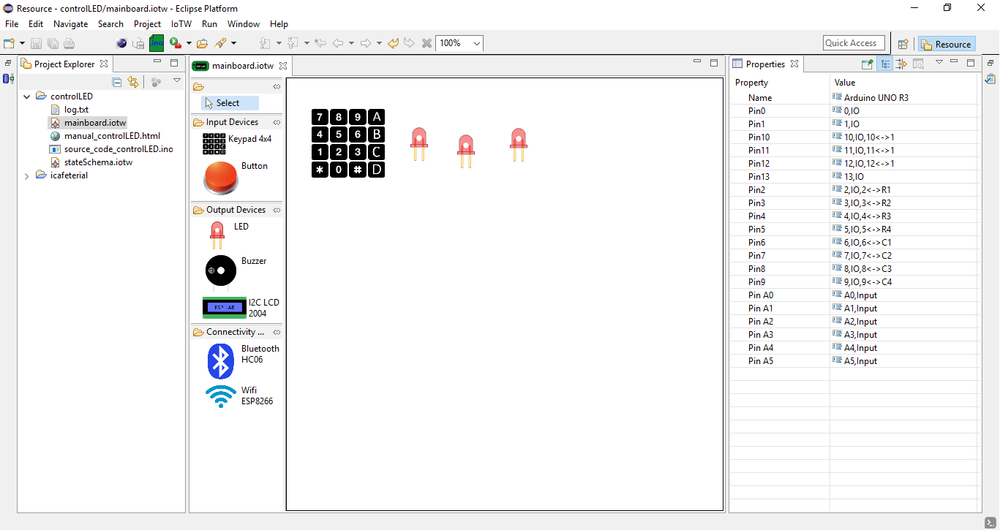 Resource - controlLED/mainboard.iotw - Eclipse Platform
File Edit Navigate Search Project IoTW Run Window Help
.ino
100%
Quick Access
Resource
Project Explorer
controlLED
log.txt
mainboard.iotw
manual_controlLED.html
source_code_controlLED.ino
stateSchema.iotw
icafeterial
mainboard.iotw
Select
Input Devices
Keypad 4x4
Button
Output Devices
LED
Buzzer
ESP LAB
I2C LCD
2004
Connectivity ...
Bluetooth
HC06
Wifi
ESP8266
7 8 9 A
4 5 6 B
1 2 3 C
* 0 # D
Properties
Property Value
Name Arduino UNO R3
Pin0 0,IO
Pin1 1,IO
Pin10 10,IO,10<->1
Pin11 11,IO,11<->1
Pin12 12,IO,12<->1
Pin13 13,IO
Pin2 2,IO,2<->R1
Pin3 3,IO,3<->R2
Pin4 4,IO,4<->R3
Pin5 5,IO,5<->R4
Pin6 6,IO,6<->C1
Pin7 7,IO,7<->C2
Pin8 8,IO,8<->C3
Pin9 9,IO,9<->C4
Pin A0 A0,Input
Pin A1 A1,Input
Pin A2 A2,Input
Pin A3 A3,Input
Pin A4 A4,Input
Pin A5 A5,Input